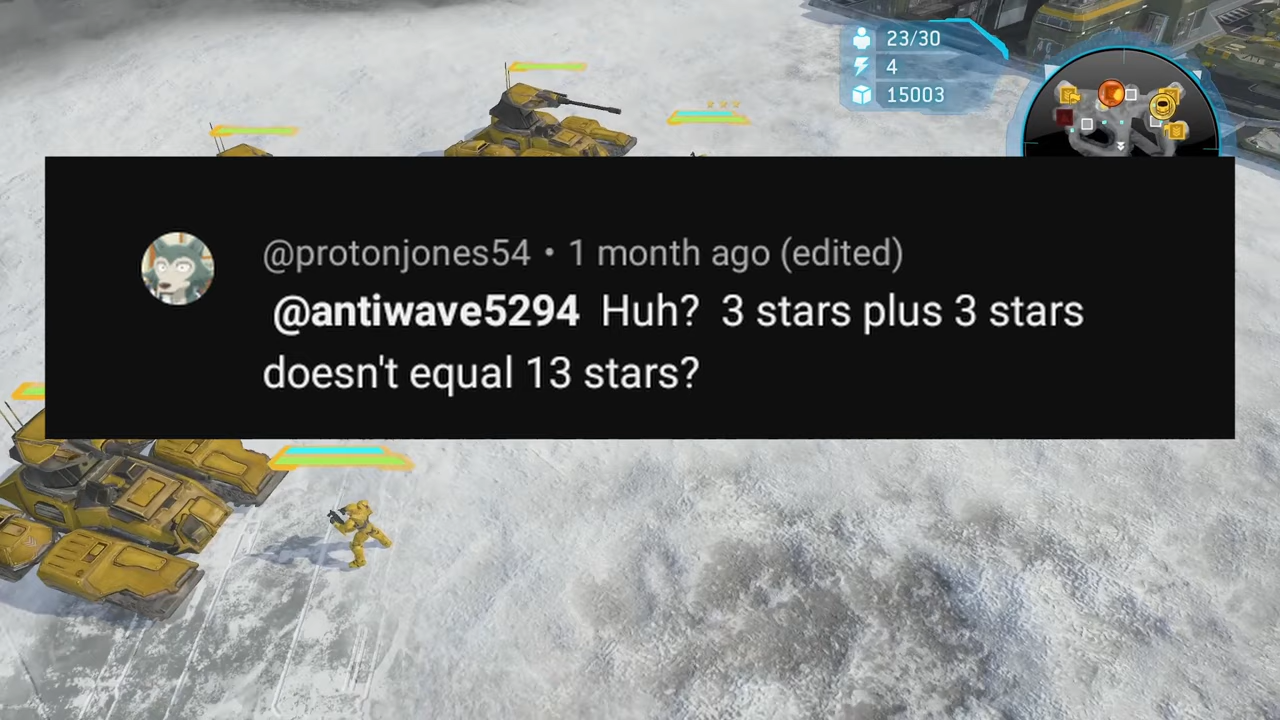 23/30
4
15003
@protonjones54 • 1 month ago (edited)
@antiwave5294 Huh? 3 stars plus 3 stars
doesn't equal 13 stars?